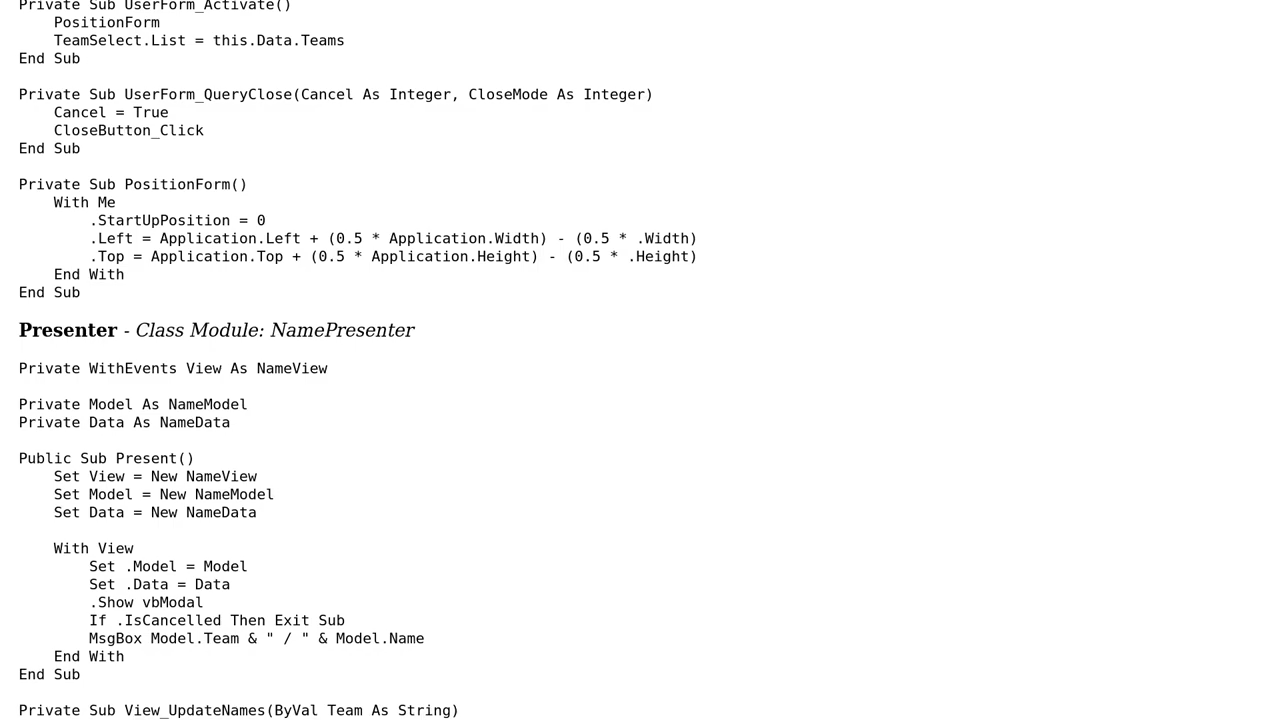 Private Sub UserForm_Activate()
    PositionForm
    TeamSelect.List = this.Data.Teams
End Sub

Private Sub UserForm_QueryClose(Cancel As Integer, CloseMode As Integer)
    Cancel = True
    CloseButton_Click
End Sub

Private Sub PositionForm()
    With Me
        .StartUpPosition = 0
        .Left = Application.Left + (0.5 * Application.Width) - (0.5 * .Width)
        .Top = Application.Top + (0.5 * Application.Height) - (0.5 * .Height)
    End With
End Sub

Presenter - Class Module: NamePresenter

Private WithEvents View As NameView

Private Model As NameModel
Private Data As NameData

Public Sub Present()
    Set View = New NameView
    Set Model = New NameModel
    Set Data = New NameData

    With View
        Set .Model = Model
        Set .Data = Data
        .Show vbModal
        If .IsCancelled Then Exit Sub
        MsgBox Model.Team & " / " & Model.Name
    End With
End Sub

Private Sub View_UpdateNames(ByVal Team As String)